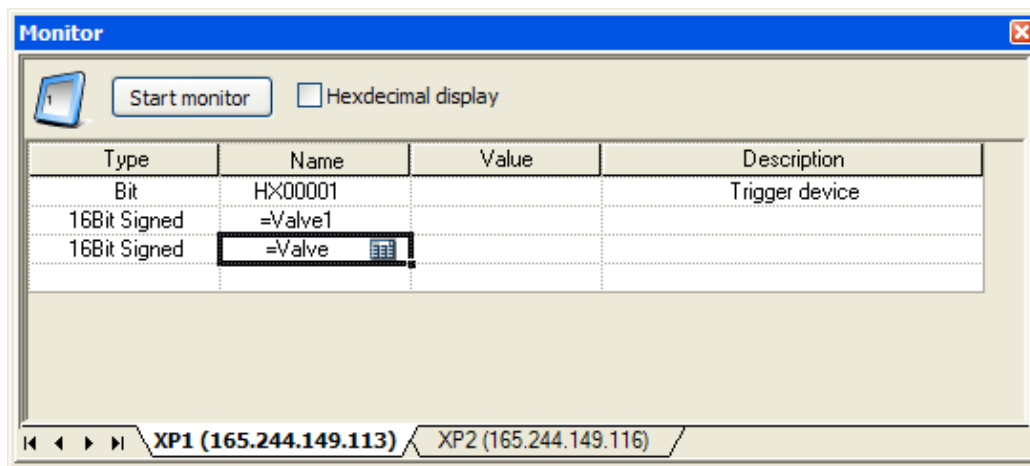 Monitor
1 Start monitor Hexdecimal display
Type Name Value Description
Bit HX00001 Trigger device
16Bit Signed =Valve1
16Bit Signed =Valve
XP1 (165.244.149.113) XP2 (165.244.149.116)